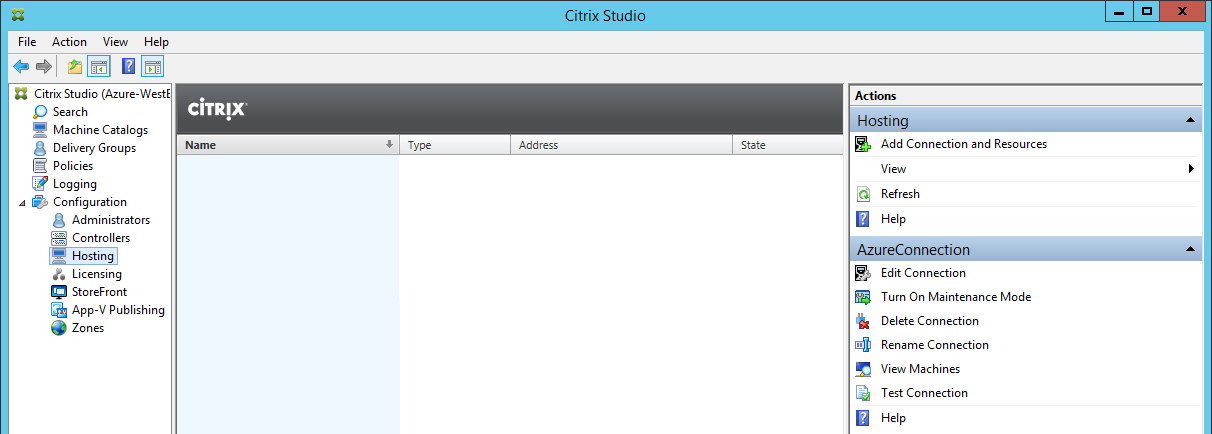 Citrix Studio
File Action View Help
Citrix Studio (Azure-WestE
Search
Machine Catalogs
Delivery Groups
Policies
Logging
Configuration
Administrators
Controllers
Hosting
Licensing
StoreFront
App-V Publishing
Zones
CITRIX
Name Type Address State
Actions
Hosting
Add Connection and Resources
View
Refresh
Help
AzureConnection
Edit Connection
Turn On Maintenance Mode
Delete Connection
Rename Connection
View Machines
Test Connection
Help